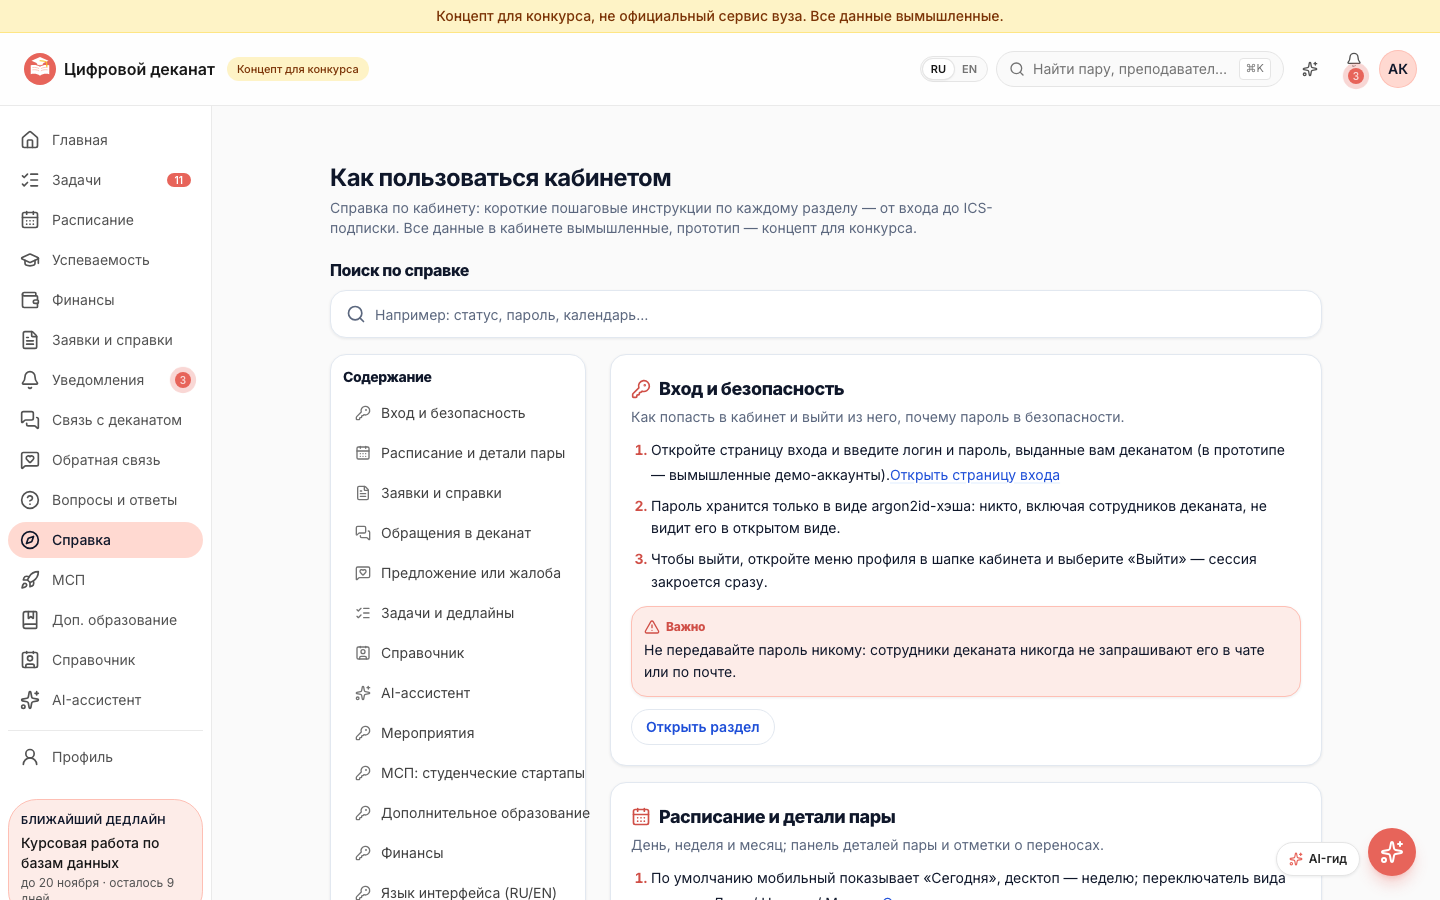 Концепт для конкурса, не официальный сервис вуза. Все данные вымышленные.
Цифровой деканат
Концепт для конкурса
RU EN
Найти пару, преподавател...
⌘K
3
АК
Главная
Задачи
11
Расписание
Успеваемость
Финансы
Заявки и справки
Уведомления
3
Связь с деканатом
Обратная связь
Вопросы и ответы
Справка
МСП
Доп. образование
Справочник
AI-ассистент
Профиль
БЛИЖАЙШИЙ ДЕДЛАЙН
Курсовая работа по
базам данных
до 20 ноября · осталось 9
дней
Как пользоваться кабинетом
Справка по кабинету: короткие пошаговые инструкции по каждому разделу — от входа до ICS-
подписки. Все данные в кабинете вымышленные, прототип — концепт для конкурса.
Поиск по справке
Например: статус, пароль, календарь...
Содержание
Вход и безопасность
Расписание и детали пары
Заявки и справки
Обращения в деканат
Предложение или жалоба
Задачи и дедлайны
Справочник
AI-ассистент
Мероприятия
МСП: студенческие стартапы
Дополнительное образование
Финансы
Язык интерфейса (RU/EN)
Вход и безопасность
Как попасть в кабинет и выйти из него, почему пароль в безопасности.
1. Откройте страницу входа и введите логин и пароль, выданные вам деканатом (в прототипе
— вымышленные демо-аккаунты).Открыть страницу входа
2. Пароль хранится только в виде argon2id-хэша: никто, включая сотрудников деканата, не
видит его в открытом виде.
3. Чтобы выйти, откройте меню профиля в шапке кабинета и выберите «Выйти» — сессия
закроется сразу.
Важно
Не передавайте пароль никому: сотрудники деканата никогда не запрашивают его в чате
или по почте.
Открыть раздел
Расписание и детали пары
День, неделя и месяц; панель деталей пары и отметки о переносах.
1. По умолчанию мобильный показывает «Сегодня», десктоп — неделю; переключатель вида
AI-гид